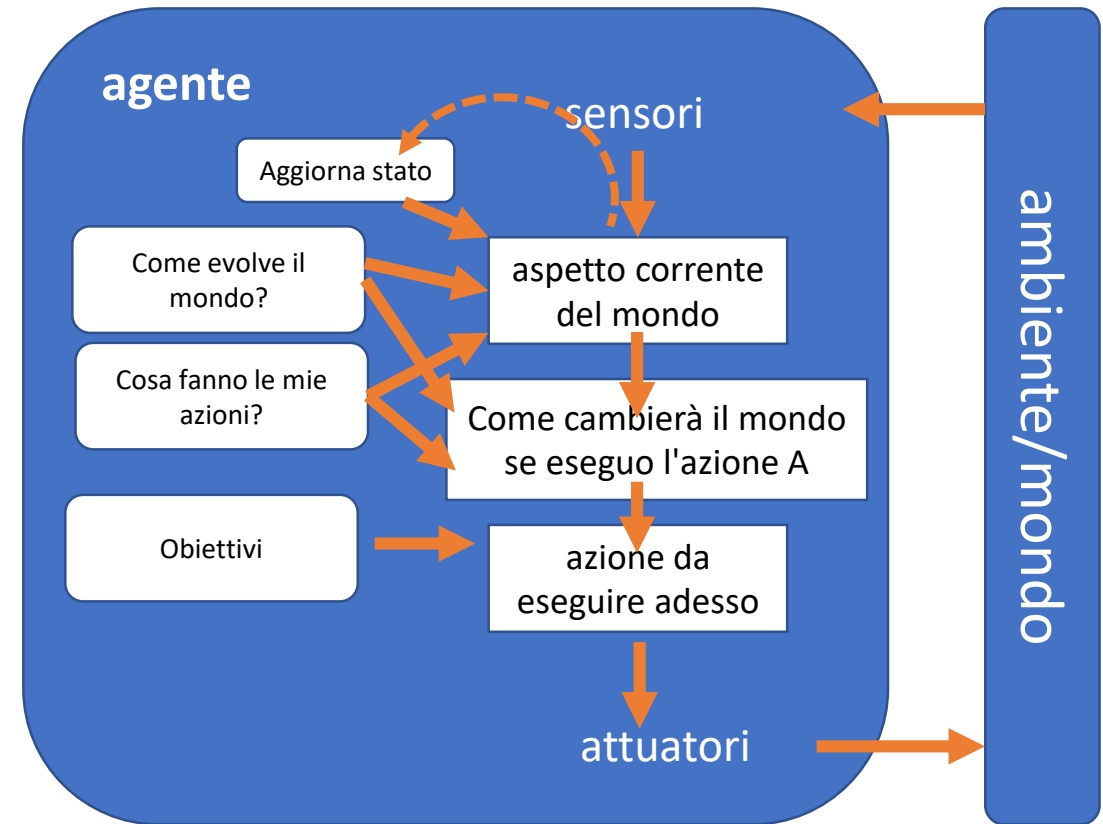 agente
sensori
Aggiorna stato
Come evolve il
mondo?
aspetto corrente
del mondo
Cosa fanno le mie
azioni?
Come cambierà il mondo
se eseguo l'azione A
Obiettivi
azione da
eseguire adesso
attuatori
ambiente/mondo